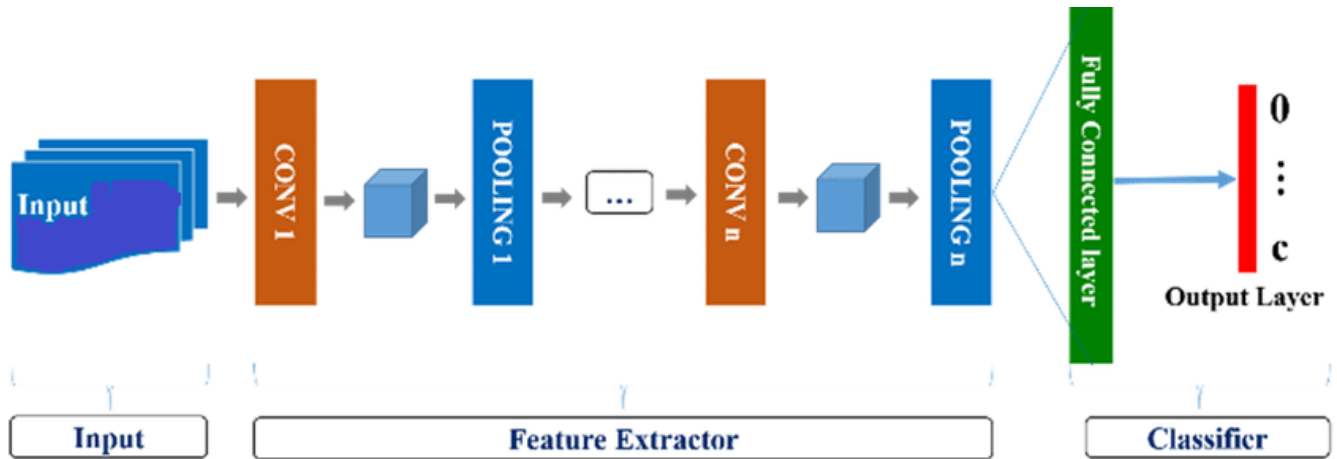 Input
CONV 1
POOLING 1
...
CONV n
POOLING n
Fully Connected layer
0
⋮
c
Output Layer
Input
Feature Extractor
Classifier